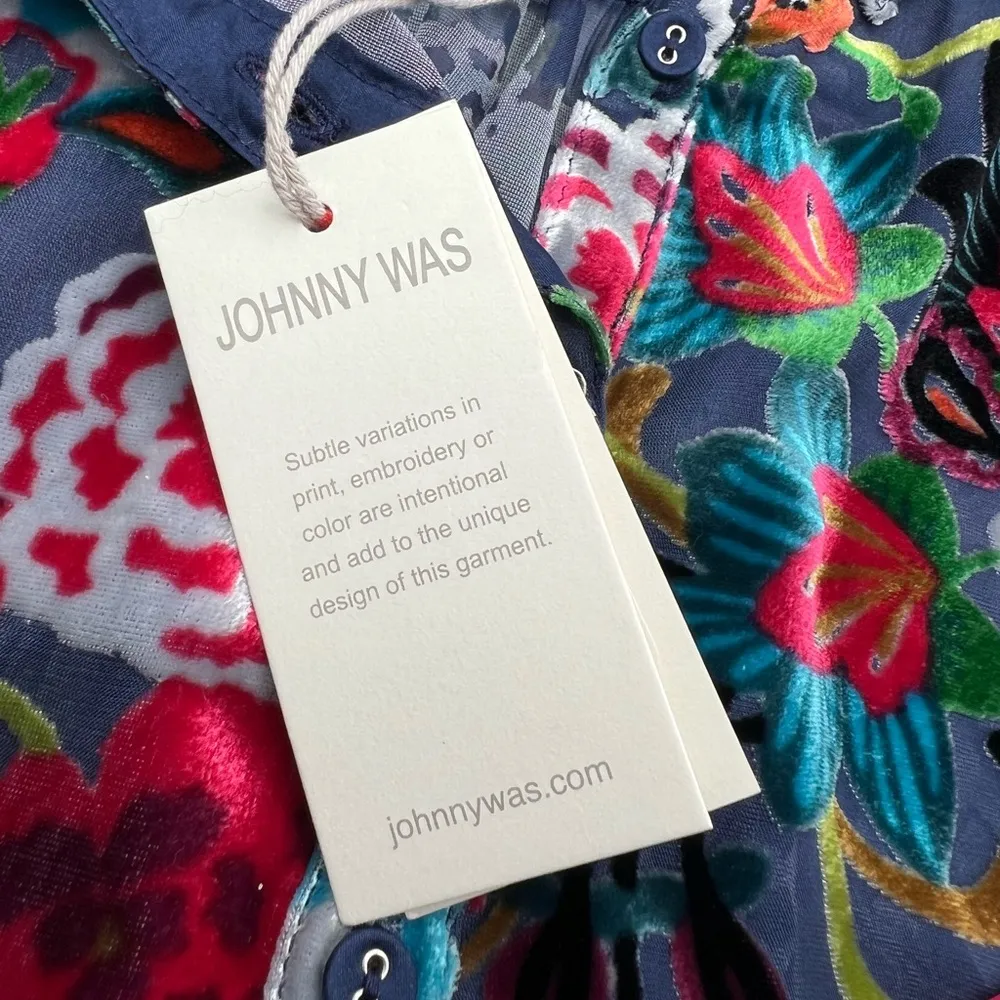 JOHNNY WAS
Subtle variations in
print, embroidery or
color are intentional
and add to the unique
design of this garment.
johnnywas.com